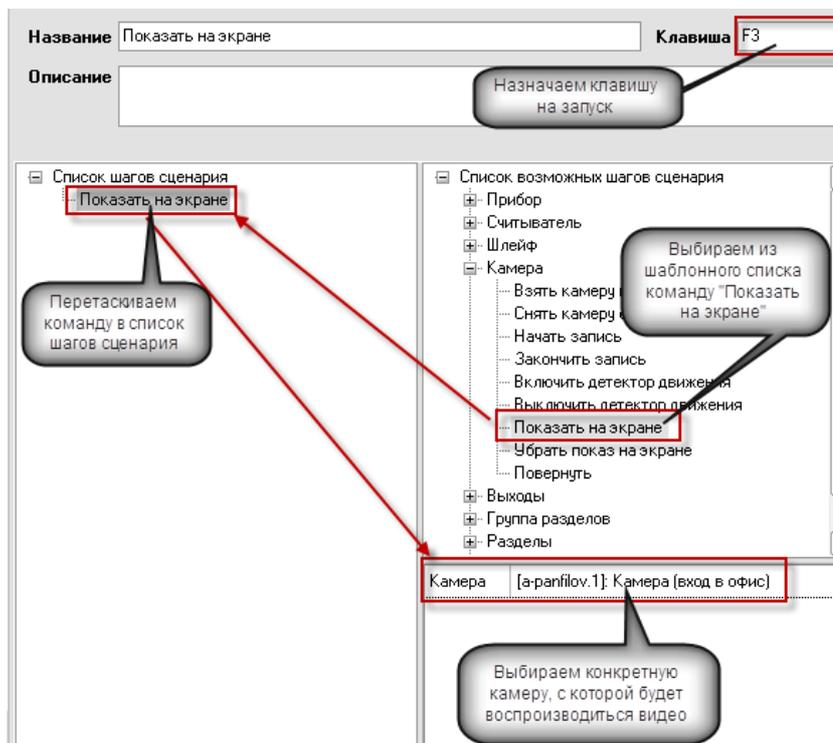 Название Показать на экране Клавиша F3
Описание
Назначаем клавишу
на запуск
Список шагов сценария
Показать на экране
Перетаскиваем
команду в список
шагов сценария
Список возможных шагов сценария
Прибор
Считыватель
Шлейф
Камера
Взять камеру
Снять камеру
Начать запись
Закончить запись
Включить детектор движения
Выключить детектор движения
Показать на экране
Убрать показ на экране
Повернуть
Выходы
Группа разделов
Разделы
Выбираем из
шаблонного списка
команду "Показать
на экране"
Камера [a-panfilov.1]: Камера (вход в офис)
Выбираем конкретную
камеру, с которой будет
воспроизводиться видео